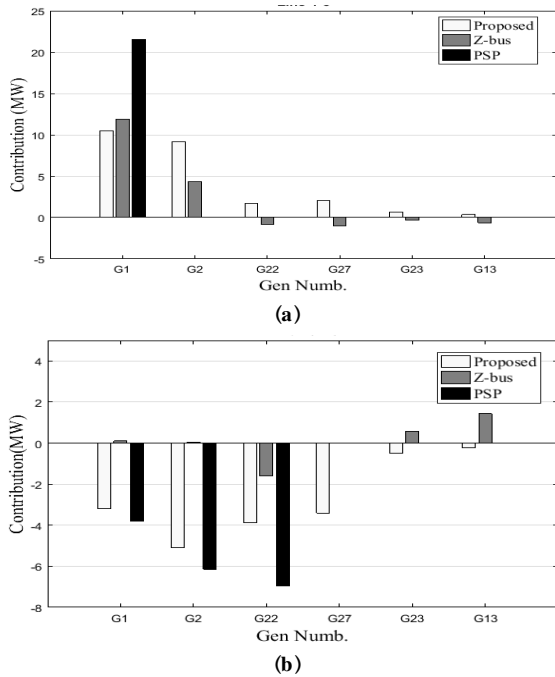 25
20
15
10
5
0
-5
Contribution (MW)
Proposed
Z-bus
PSP
G1 G2 G22 G27 G23 G13
Gen Numb.
(a)
4
2
0
-2
-4
-6
-8
Contribution(MW)
Proposed
Z-bus
PSP
G1 G2 G22 G27 G23 G13
Gen Numb.
(b)